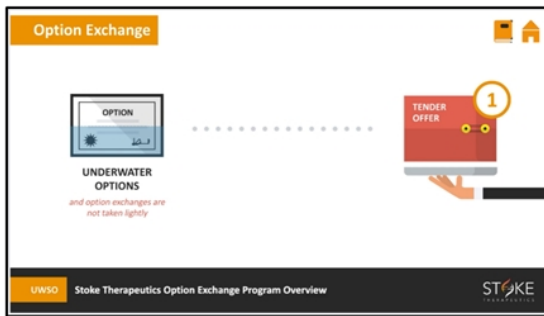 Option Exchange
OPTION
TENDER
OFFER
1
UNDERWATER
OPTIONS
and option exchanges are
not taken lightly
UWSO
Stoke Therapeutics Option Exchange Program Overview
STOKE
THERAPEUTICS